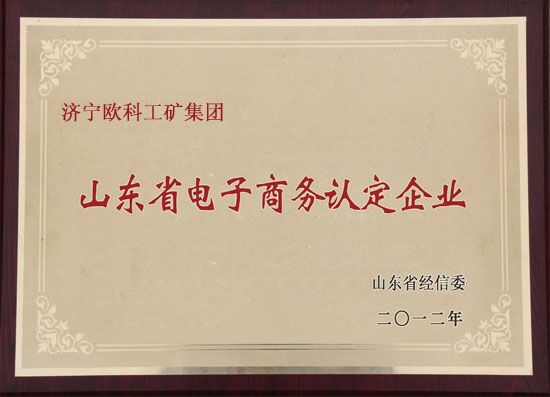 济宁欧科工矿集团
山东省电子商务认定企业
山东省经信委
二〇一二年